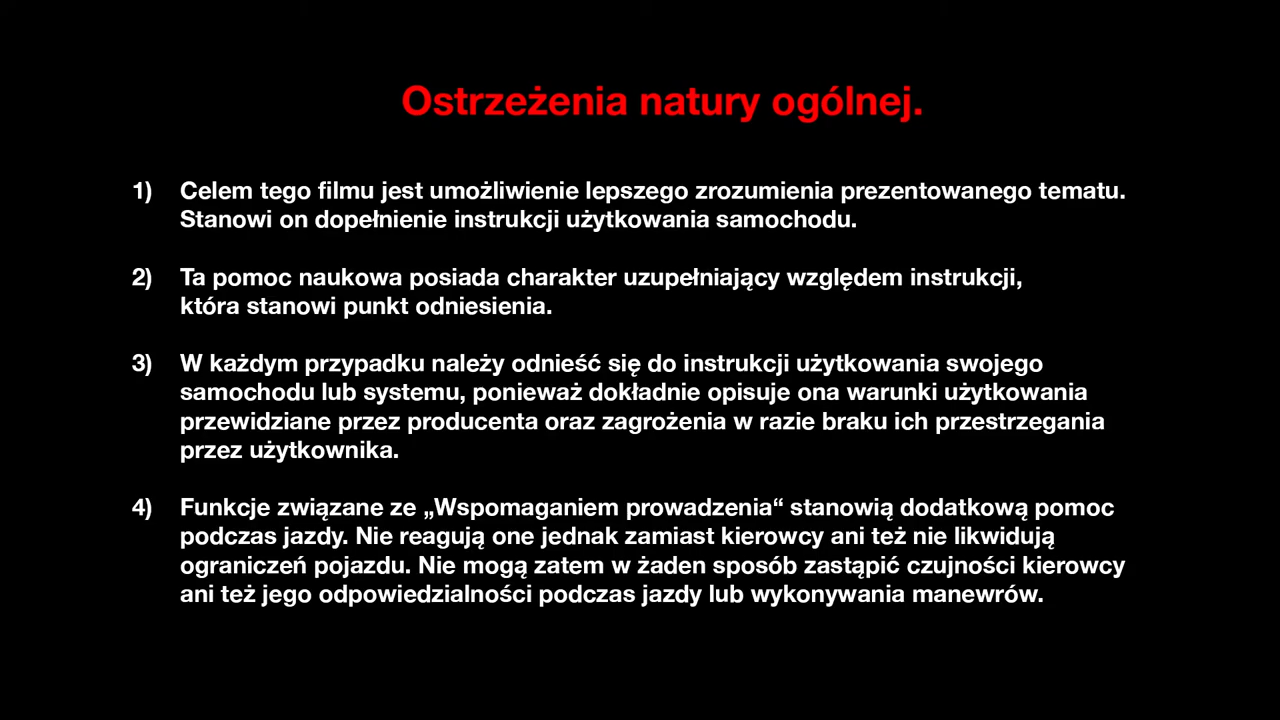 Ostrzeżenia natury ogólnej.
1) Celem tego filmu jest umożliwienie lepszego zrozumienia prezentowanego tematu.
Stanowi on dopełnienie instrukcji użytkowania samochodu.
2) Ta pomoc naukowa posiada charakter uzupełniający względem instrukcji,
która stanowi punkt odniesienia.
3) W każdym przypadku należy odnieść się do instrukcji użytkowania swojego
samochodu lub systemu, ponieważ dokładnie opisuje ona warunki użytkowania
przewidziane przez producenta oraz zagrożenia w razie braku ich przestrzegania
przez użytkownika.
4) Funkcje związane ze „Wspomaganiem prowadzenia“ stanowią dodatkową pomoc
podczas jazdy. Nie reagują one jednak zamiast kierowcy ani też nie likwidują
ograniczeń pojazdu. Nie mogą zatem w żaden sposób zastąpić czujności kierowcy
ani też jego odpowiedzialności podczas jazdy lub wykonywania manewrów.